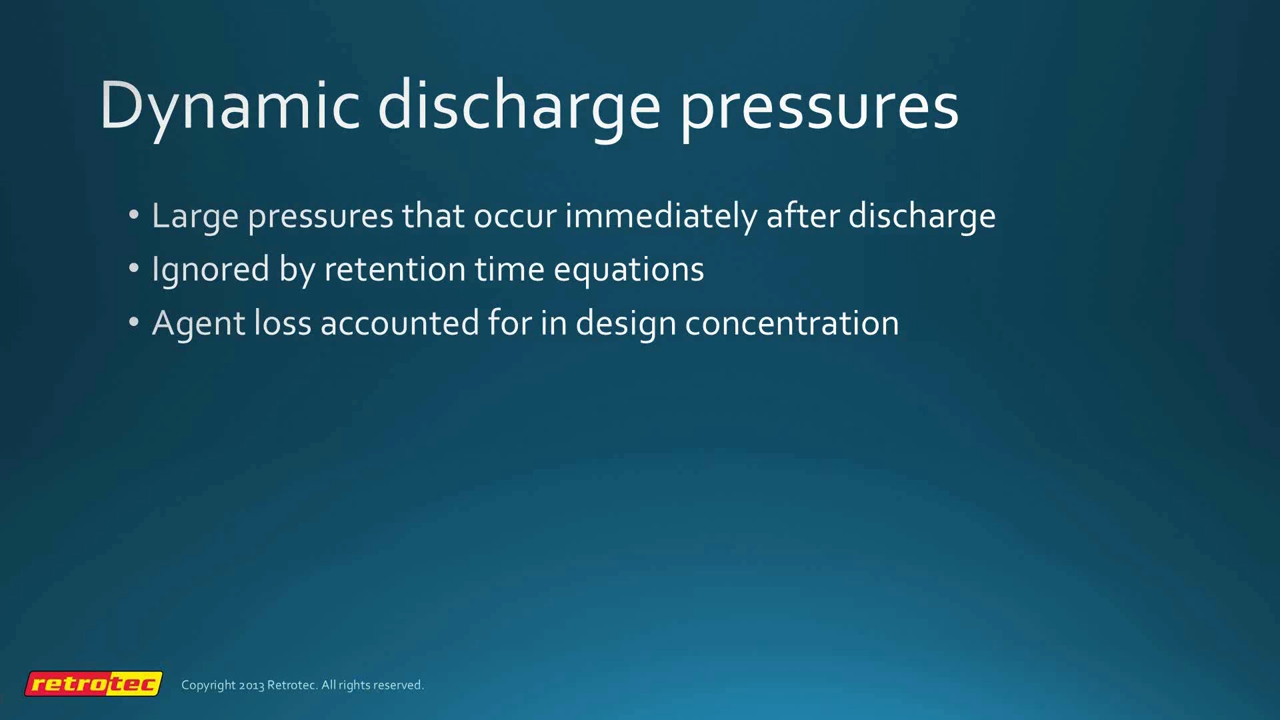 Dynamic discharge pressures
• Large pressures that occur immediately after discharge
• Ignored by retention time equations
• Agent loss accounted for in design concentration
retrotec Copyright 2013 Retrotec. All rights reserved.